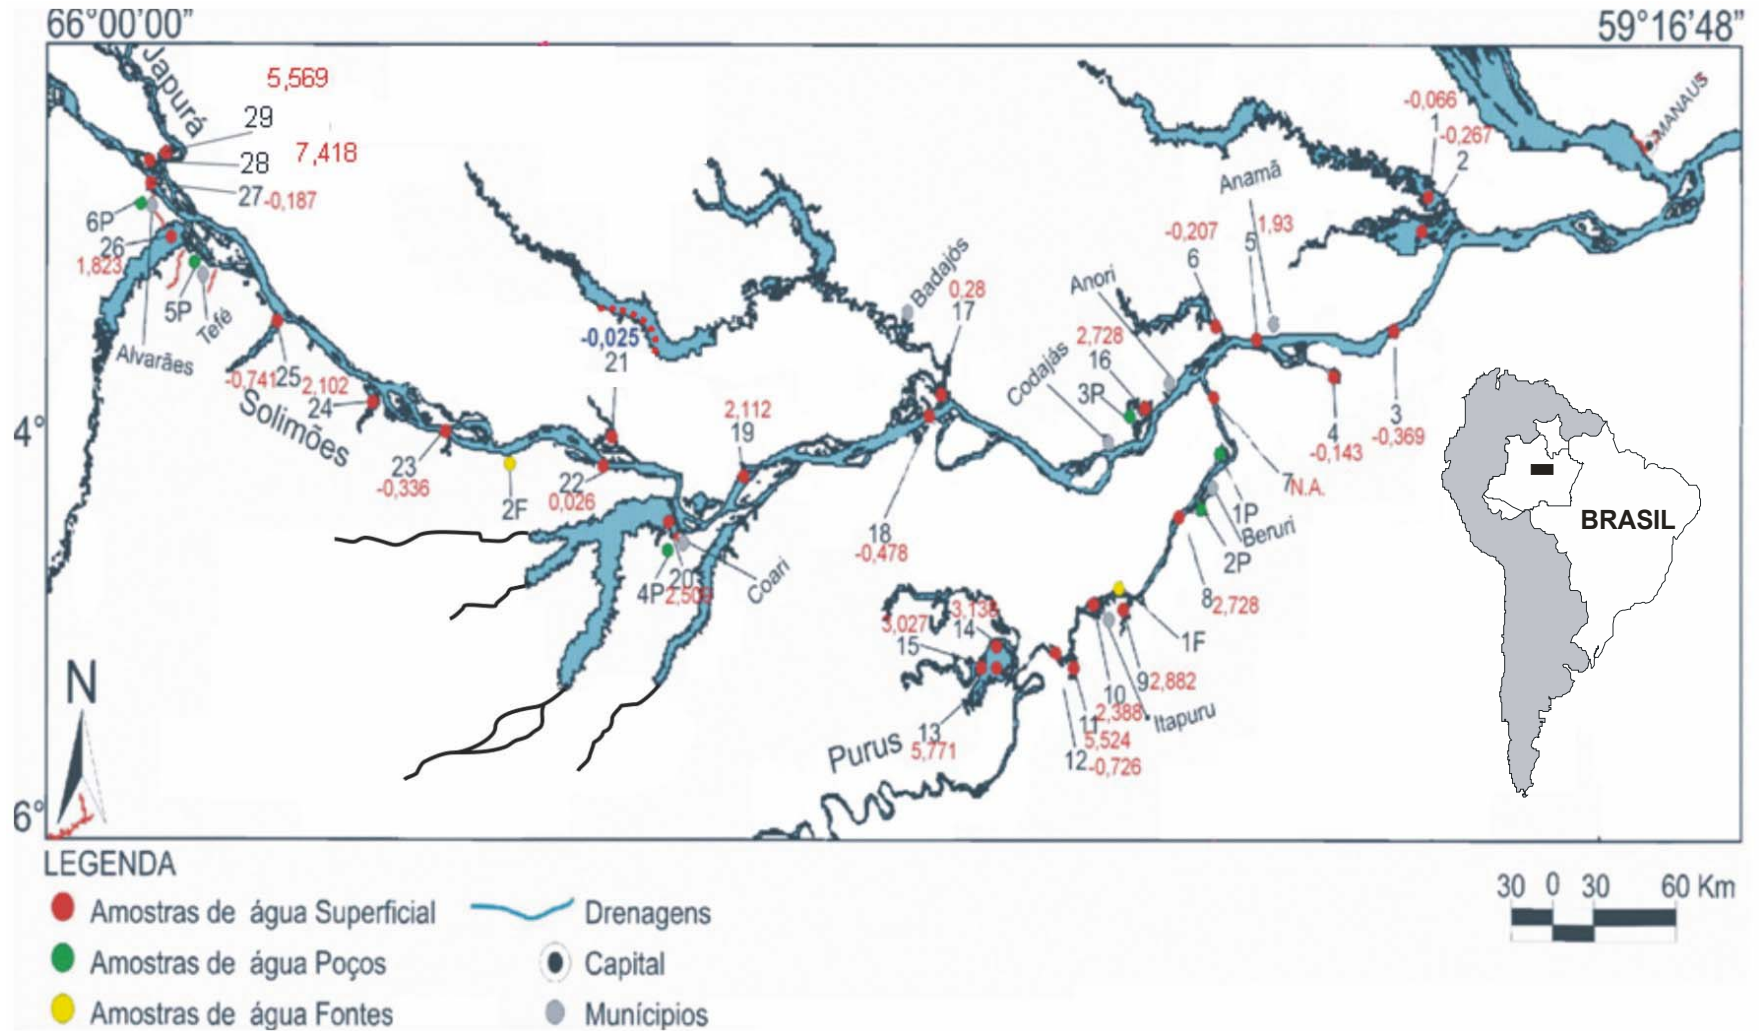 66°00'00"
59°16'48"
Japurá
5,569
29
7,418
28
27 -0,187
6P
26
1,823
5P
Tefé
Alvarães
-0,741 25 2,102
24
Solimões
23
-0,336
2F
-0,025
21
22
0,026
2,112
19
20
4P
Coari
Badajós
0,28
17
18
-0,478
Codajós
Anori
2,728
16
3P
-0,207
6
Anamã
5 1,93
-0,066
1
-0,267
2
MANAUS
3
-0,369
4
-0,143
7 N.A.
1P
Beruri
2P
8 2,728
1F
9 2,882
10
2,388
Itapuru
11
5,524
12 -0,726
14
3,027
15
13
5,771
Purus
4°
6°
N
BRASIL
30 0 30 60 Km
LEGENDA
Amostras de água Superficial
Drenagens
Amostras de água Poços
Capital
Amostras de água Fontes
Munícipios